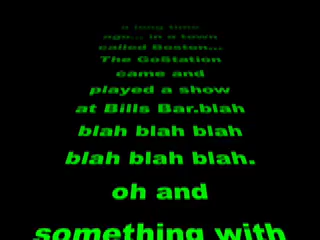 a long time
ago... in a town
called Boston...
The GoStation
came and
played a show
at Bills Bar.blah
blah blah blah
blah blah blah.
oh and
something with